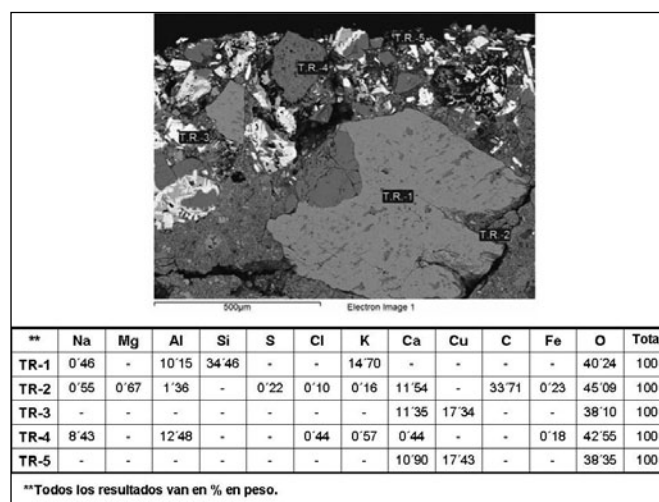 T.R.-5
T.R.-4
T.R.-3
T.R.-1
T.R.-2
500µm Electron Image 1
** Na Mg Al Si S Cl K Ca Cu C Fe O Total
TR-1 0´46 - 10´15 34´46 - - 14´70 - - - - 40´24 100
TR-2 0´55 0´67 1´36 - 0´22 0´10 0´16 11´54 - 33´71 0´23 45´09 100
TR-3 - - - - - - - 11´35 17´34 - - 38´10 100
TR-4 8´43 - 12´48 - - 0´44 0´57 0´44 - - 0´18 42´55 100
TR-5 - - - - - - - 10´90 17´43 - - 38´35 100
**Todos los resultados van en % en peso.